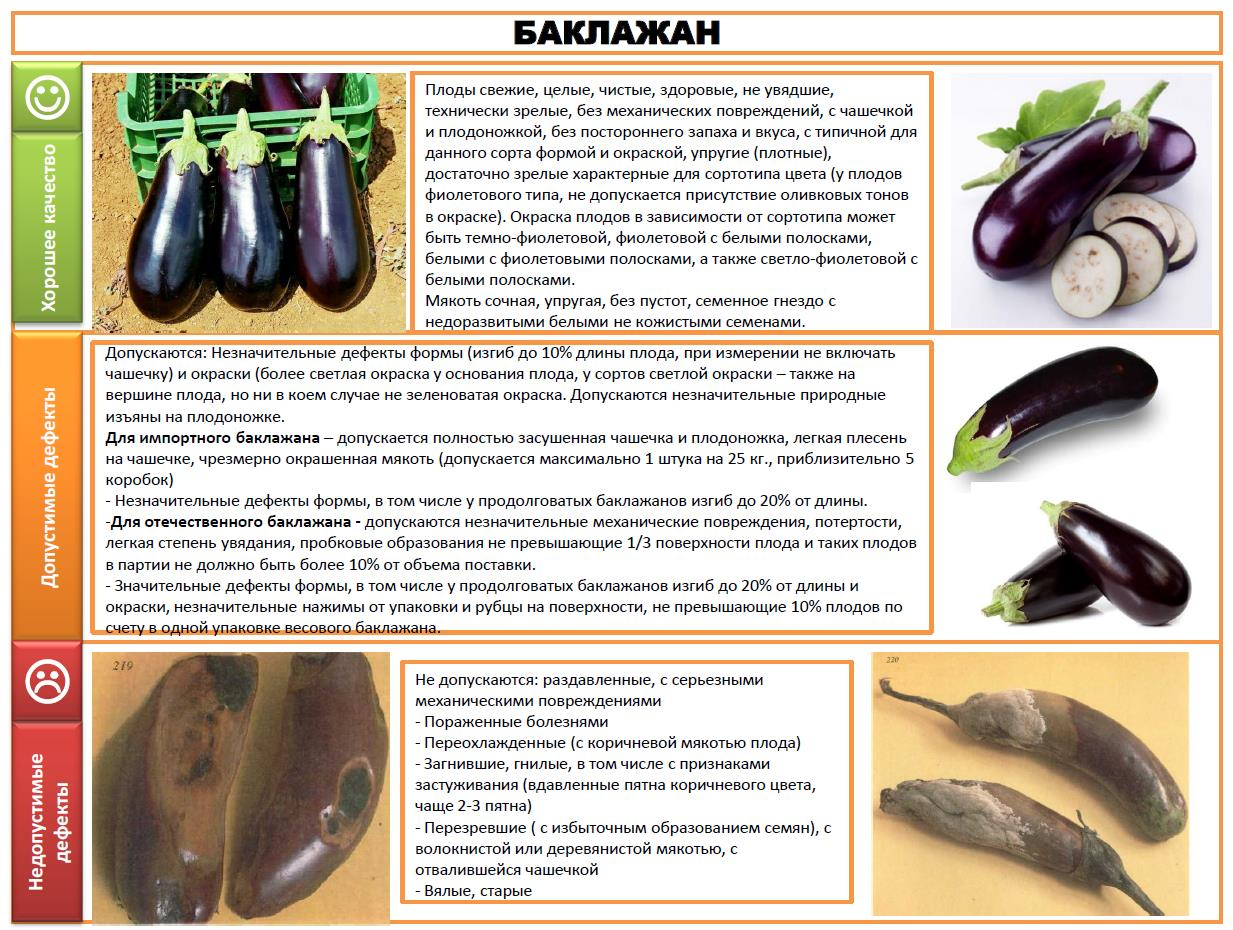 БАКЛАЖАН
Хорошее качество
Плоды свежие, целые, чистые, здоровые, не увядшие,
технически зрелые, без механических повреждений, с чашечкой
и плодоножкой, без постороннего запаха и вкуса, с типичной для
данного сорта формой и окраской, упругие (плотные),
достаточно зрелые характерные для сортотипа цвета (у плодов
фиолетового типа, не допускается присутствие оливковых тонов
в окраске). Окраска плодов в зависимости от сортотипа может
быть темно-фиолетовой, фиолетовой с белыми полосками,
белыми с фиолетовыми полосками, а также светло-фиолетовой с
белыми полосками.
Мякоть сочная, упругая, без пустот, семенное гнездо с
недоразвитыми белыми не кожистыми семенами.
Допустимые дефекты
Допускаются: Незначительные дефекты формы (изгиб до 10% длины плода, при измерении не включать
чашечку) и окраски (более светлая окраска у основания плода, у сортов светлой окраски – также на
вершине плода, но ни в коем случае не зеленоватая окраска. Допускаются незначительные природные
изъяны на плодоножке.
Для импортного баклажана – допускается полностью засушенная чашечка и плодоножка, легкая плесень
на чашечке, чрезмерно окрашенная мякоть (допускается максимально 1 штука на 25 кг., приблизительно 5
коробок)
- Незначительные дефекты формы, в том числе у продолговатых баклажанов изгиб до 20% от длины.
-Для отечественного баклажана - допускаются незначительные механические повреждения, потертости,
легкая степень увядания, пробковые образования не превышающие 1/3 поверхности плода и таких плодов
в партии не должно быть более 10% от объема поставки.
- Значительные дефекты формы, в том числе у продолговатых баклажанов изгиб до 20% от длины и
окраски, незначительные нажимы от упаковки и рубцы на поверхности, не превышающие 10% плодов по
счету в одной упаковке весового баклажана.
Недопустимые
дефекты
219
Не допускаются: раздавленные, с серьезными
механическими повреждениями
- Пораженные болезнями
- Переохлажденные (с коричневой мякотью плода)
- Загнившие, гнилые, в том числе с признаками
застуживания (вдавленные пятна коричневого цвета,
чаще 2-3 пятна)
- Перезревшие ( с избыточным образованием семян), с
волокнистой или деревянистой мякотью, с
отвалившейся чашечкой
- Вялые, старые
220